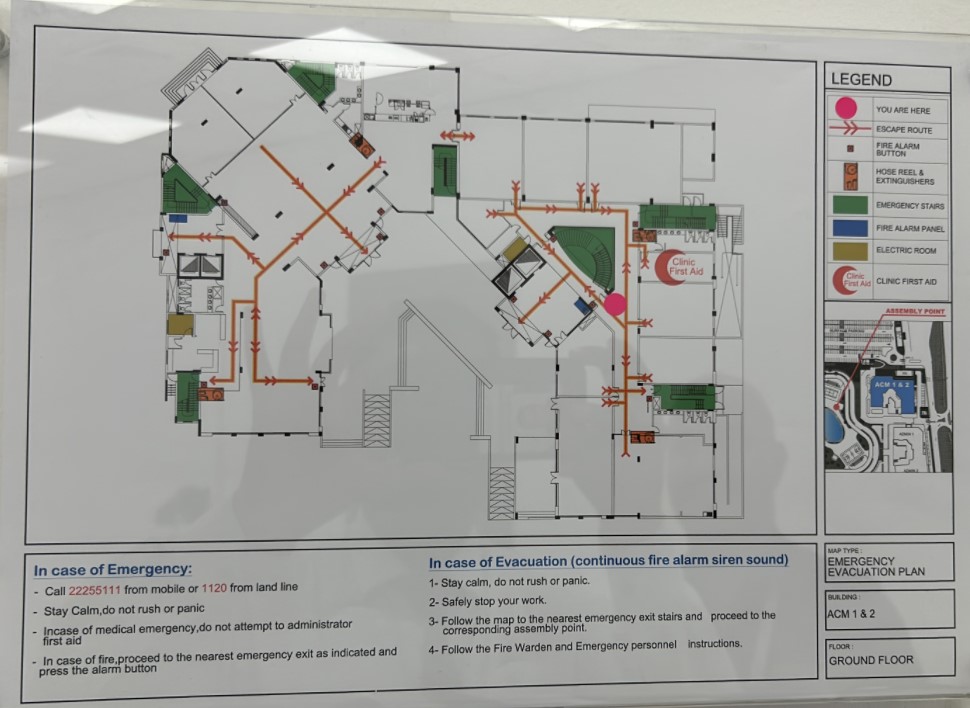 LEGEND
YOU ARE HERE
ESCAPE ROUTE
FIRE ALARM
BUTTON
HOSE REEL &
EXTINGUISHERS
EMERGENCY STAIRS
FIRE ALARM PANEL
ELECTRIC ROOM
Clinic
First Aid
CLINIC FIRST AID
Clinic
First Aid
ASSEMBLY POINT
ACM 1 & 2
MAP TYPE :
EMERGENCY
EVACUATION PLAN
BUILDING :
ACM 1 & 2
FLOOR :
GROUND FLOOR
In case of Emergency:
- Call 22255111 from mobile or 1120 from land line
- Stay Calm,do not rush or panic
- Incase of medical emergency,do not attempt to administrator
first aid
- In case of fire,proceed to the nearest emergency exit as indicated and
press the alarm button
In case of Evacuation (continuous fire alarm siren sound)
1- Stay calm, do not rush or panic.
2- Safely stop your work.
3- Follow the map to the nearest emergency exit stairs and proceed to the
corresponding assembly point.
4- Follow the Fire Warden and Emergency personnel instructions.